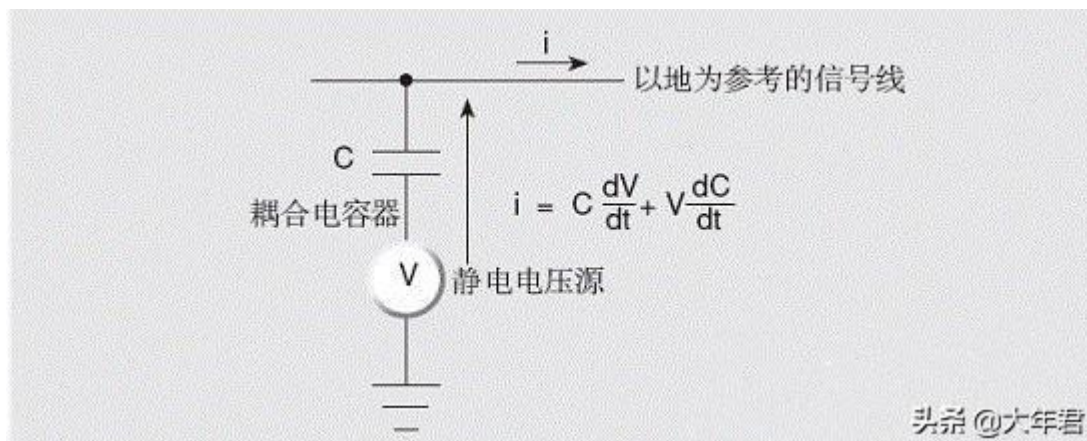 i
以地为参考的信号线
C
耦合电容器
i = C dV/dt + V dC/dt
V
静电电压源
头条 @大年君